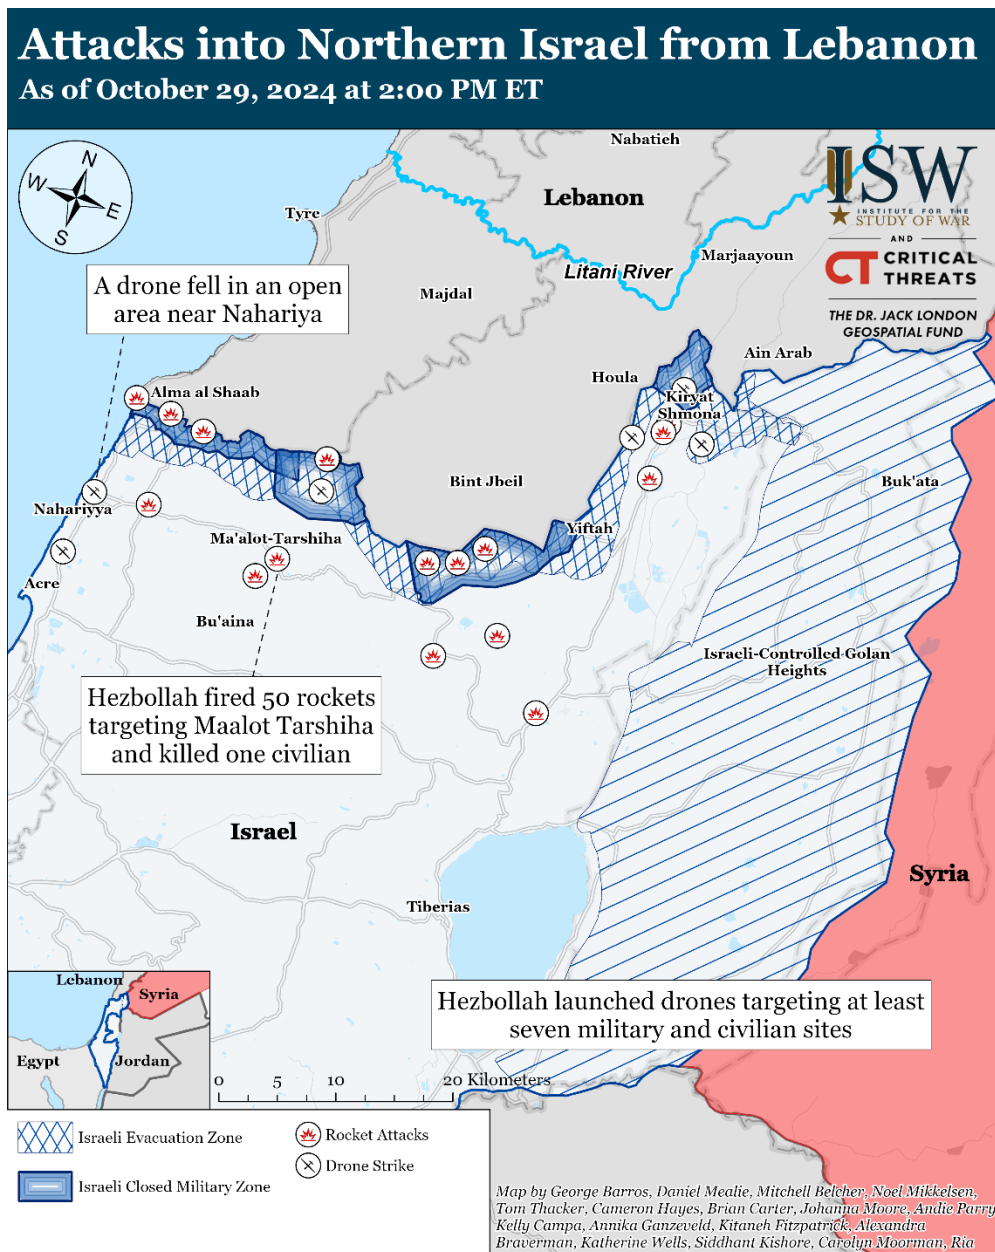 Attacks into Northern Israel from Lebanon
As of October 29, 2024 at 2:00 PM ET
N
W
E
S
Nabatieh
Lebanon
Tyre
Litani River
Marjaayoun
Majdal
ISW
INSTITUTE FOR THE
STUDY OF WAR
AND
CT CRITICAL
THREATS
THE DR. JACK LONDON
GEOSPATIAL FUND
A drone fell in an open
area near Nahariya
Ain Arab
Houla
Alma al Shaab
Kiryat
Shmona
Bint Jbeil
Buk'ata
Nahariyya
Yiftah
Ma'alot-Tarshiha
Acre
Bu'aina
Israeli-Controlled Golan
Heights
Hezbollah fired 50 rockets
targeting Maalot Tarshiha
and killed one civilian
Israel
Syria
Tiberias
Hezbollah launched drones targeting at least
seven military and civilian sites
Lebanon
Syria
Egypt
Jordan
0 5 10 20 Kilometers
Israeli Evacuation Zone
Israeli Closed Military Zone
Rocket Attacks
Drone Strike
Map by George Barros, Daniel Mealie, Mitchell Belcher, Noel Mikkelsen,
Tom Thacker, Cameron Hayes, Brian Carter, Johanna Moore, Andie Parry
Kelly Campa, Annika Ganzeveld, Kitaneh Fitzpatrick, Alexandra
Braverman, Katherine Wells, Siddhant Kishore, Carolyn Moorman, Ria